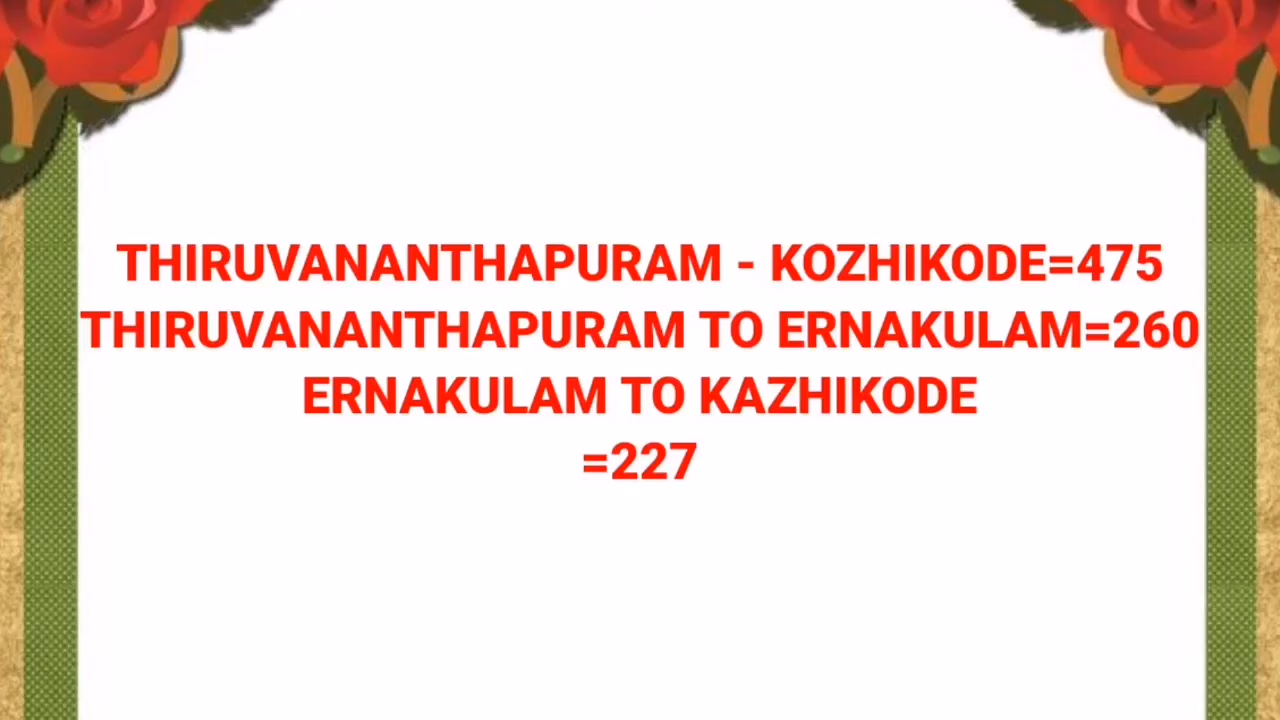 THIRUVANANTHAPURAM - KOZHIKODE=475
THIRUVANANTHAPURAM TO ERNAKULAM=260
ERNAKULAM TO KAZHIKODE
=227